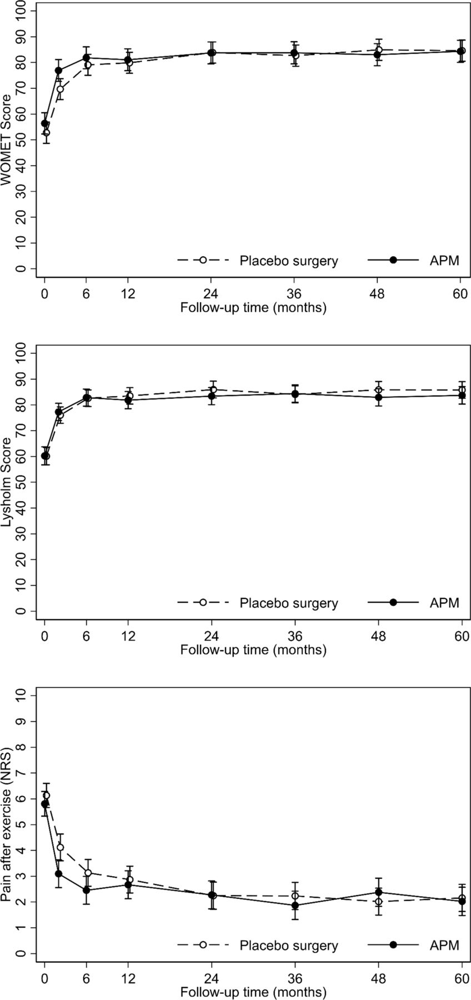 WOMET Score
100
90
80
70
60
50
40
30
20
10
0
Placebo surgery APM
0 6 12 24 36 48 60
Follow-up time (months)
Lysholm Score
100
90
80
70
60
50
40
30
20
10
0
Placebo surgery APM
0 6 12 24 36 48 60
Follow-up time (months)
Pain after exercise (NRS)
10
9
8
7
6
5
4
3
2
1
0
Placebo surgery APM
0 6 12 24 36 48 60
Follow-up time (months)